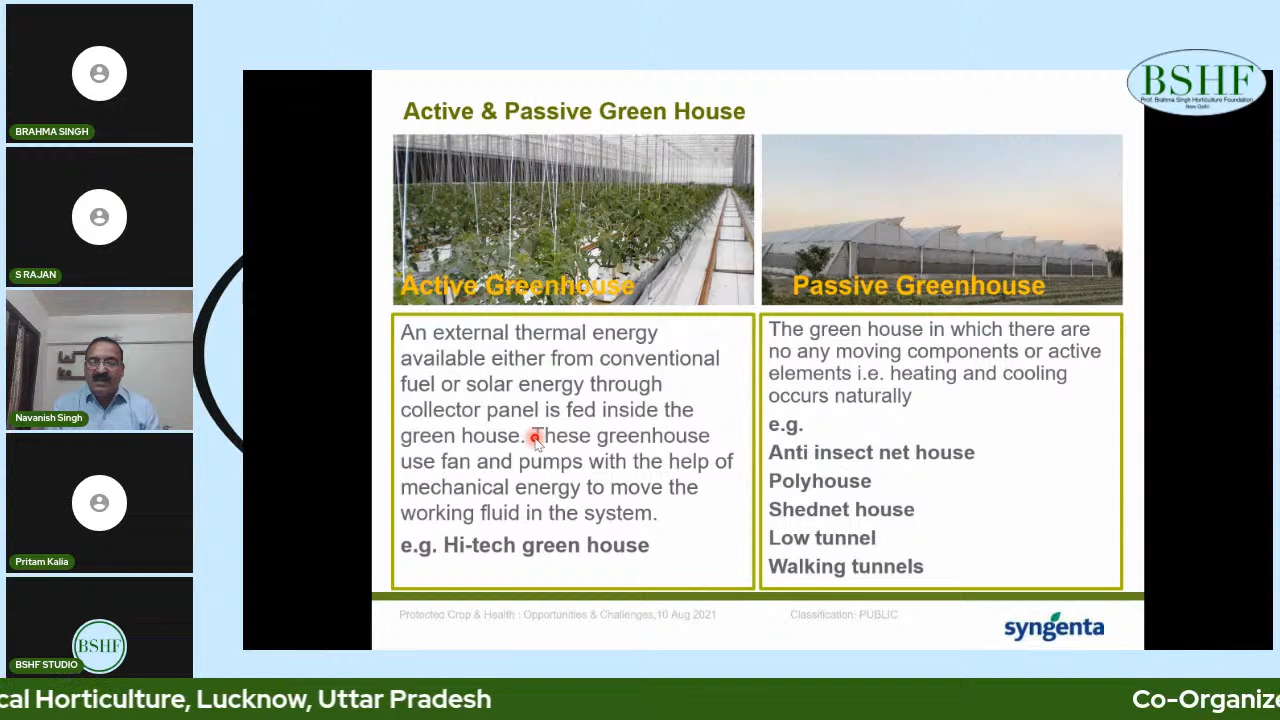 BRAHMA SINGH
S RAJAN
Navanish Singh
Pritam Kalia
BSHF
BSHF STUDIO
BSHF
Prof. Brahma Singh Horticulture Foundation
New Delhi
Active & Passive Green House
Active Greenhouse
Passive Greenhouse
An external thermal energy
available either from conventional
fuel or solar energy through
collector panel is fed inside the
green house. These greenhouse
use fan and pumps with the help of
mechanical energy to move the
working fluid in the system.
e.g. Hi-tech green house
The green house in which there are
no any moving components or active
elements i.e. heating and cooling
occurs naturally
e.g.
Anti insect net house
Polyhouse
Shednet house
Low tunnel
Walking tunnels
Protected Crop & Health : Opportunities & Challenges,10 Aug 2021
Classification: PUBLIC
syngenta
cal Horticulture, Lucknow, Uttar Pradesh
Co-Organize